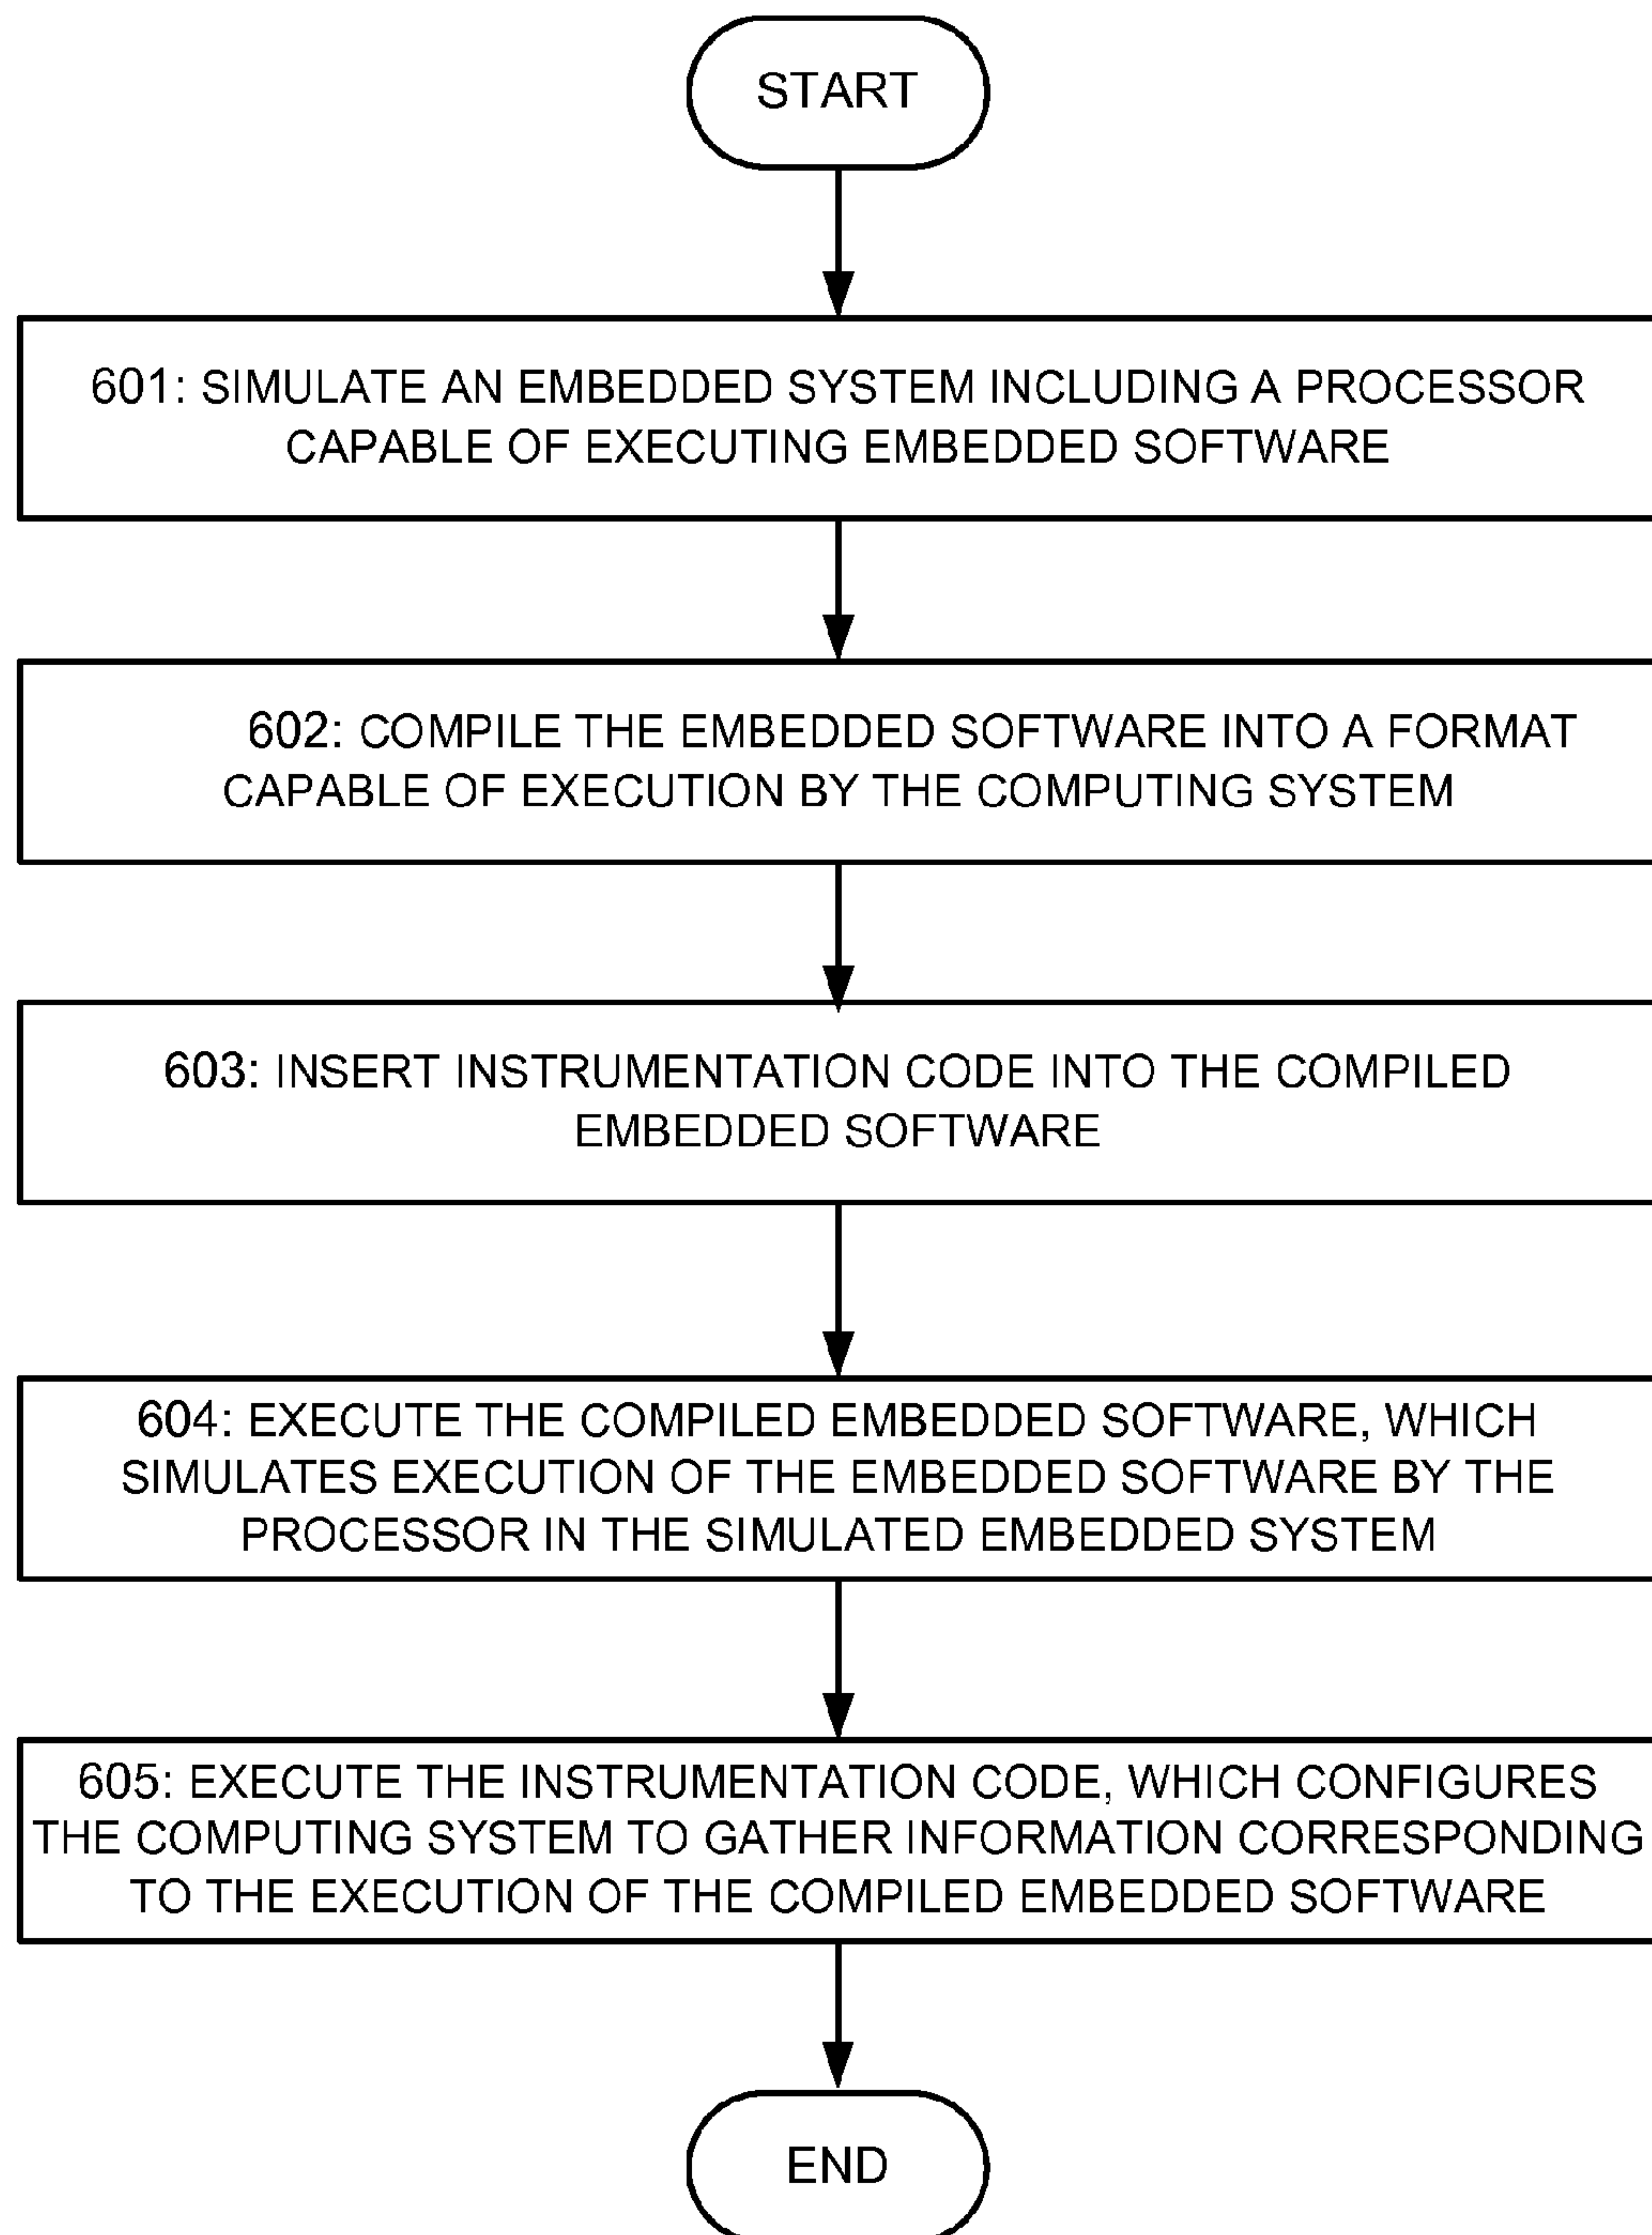 START
601: SIMULATE AN EMBEDDED SYSTEM INCLUDING A PROCESSOR
CAPABLE OF EXECUTING EMBEDDED SOFTWARE
602: COMPILE THE EMBEDDED SOFTWARE INTO A FORMAT
CAPABLE OF EXECUTION BY THE COMPUTING SYSTEM
603: INSERT INSTRUMENTATION CODE INTO THE COMPILED
EMBEDDED SOFTWARE
604: EXECUTE THE COMPILED EMBEDDED SOFTWARE, WHICH
SIMULATES EXECUTION OF THE EMBEDDED SOFTWARE BY THE
PROCESSOR IN THE SIMULATED EMBEDDED SYSTEM
605: EXECUTE THE INSTRUMENTATION CODE, WHICH CONFIGURES
THE COMPUTING SYSTEM TO GATHER INFORMATION CORRESPONDING
TO THE EXECUTION OF THE COMPILED EMBEDDED SOFTWARE
END